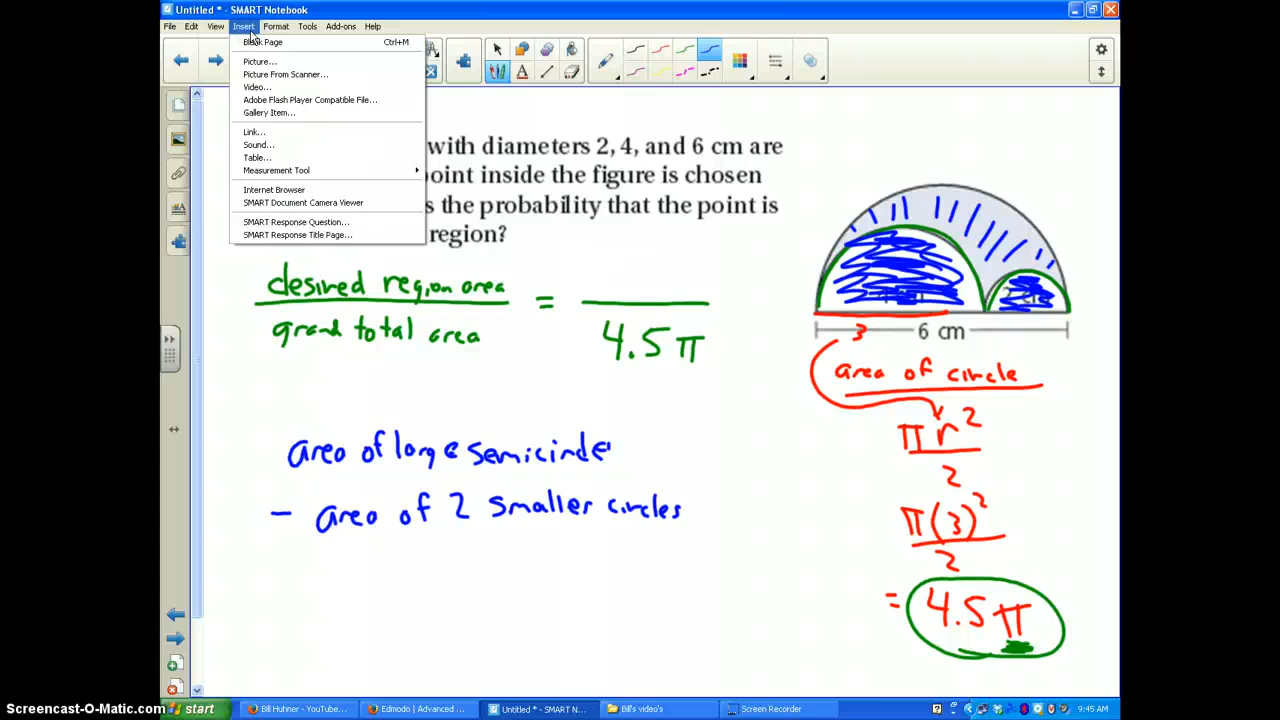 Untitled * - SMART Notebook
File Edit View Insert Format Tools Add-ons Help
Page Ctrl+M
Picture...
Picture From Scanner...
Video...
Adobe Flash Player Compatible File...
Gallery Item...
Link...
Sound...
Table...
Measurement Tool
Internet Browser
SMART Document Camera Viewer
SMART Response Question...
SMART Response Title Page...
with diameters 2, 4, and 6 cm are
oint inside the figure is chosen
s the probability that the point is
region?
desired region area
grand total area
=
4.5π
3
6 cm
area of circle
πr²
2
π(3)²
2
= 4.5π
area of large semicircle
- area of 2 smaller circles
Screencast-O-Matic.com
start
Bill Huhner - YouTube...
Edmodo | Advanced ...
Untitled * - SMART No...
Bill's video's
Screen Recorder
9:45 AM